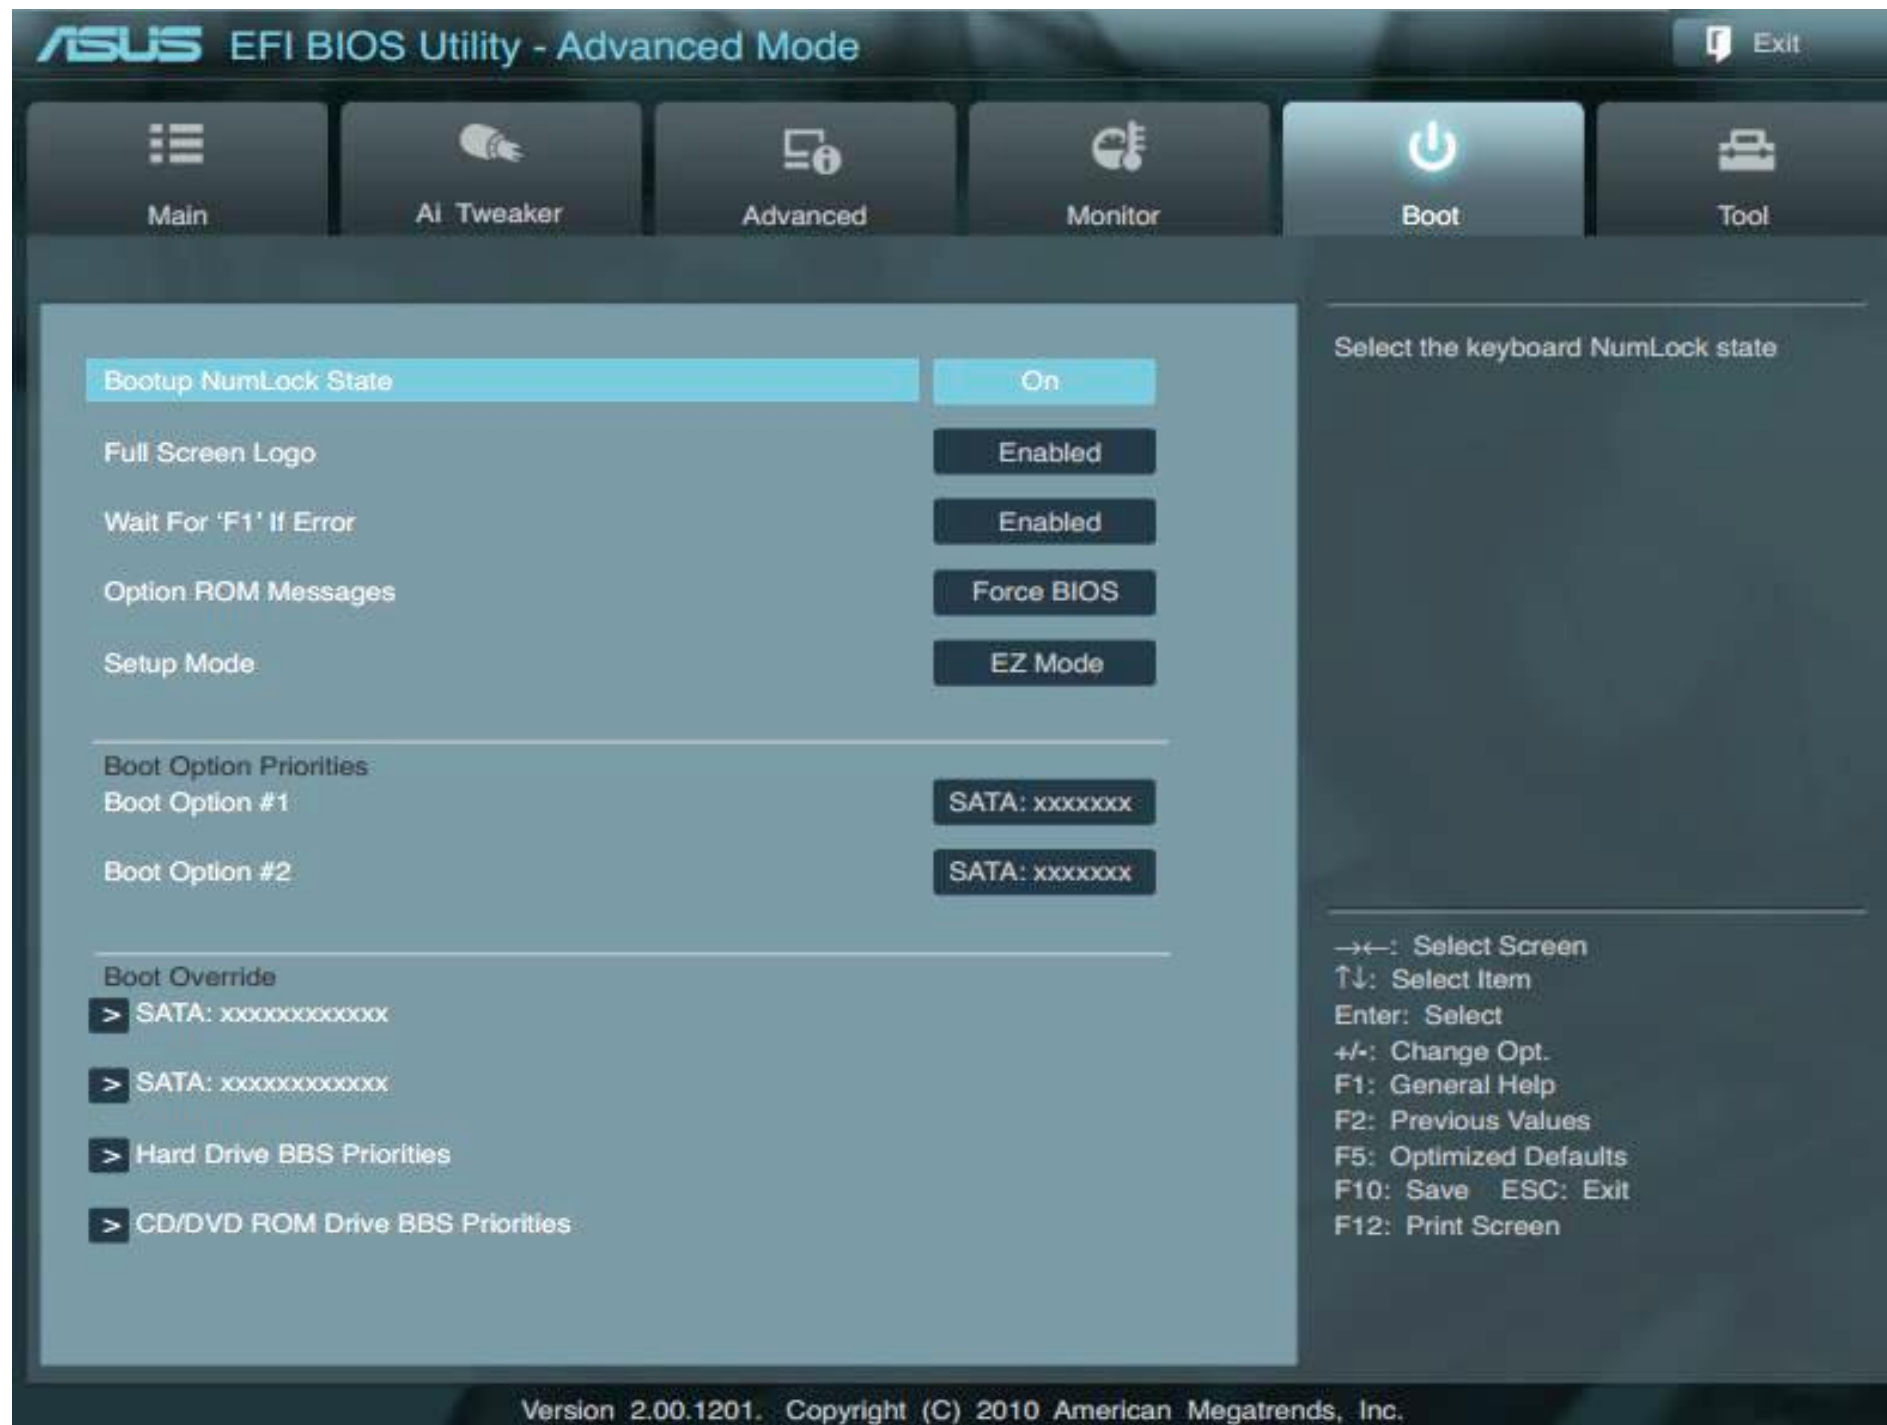 ASUS EFI BIOS Utility - Advanced Mode
Exit
Main
Ai Tweaker
Advanced
Monitor
Boot
Tool
Bootup NumLock State On
Full Screen Logo Enabled
Wait For ‘F1’ If Error Enabled
Option ROM Messages Force BIOS
Setup Mode EZ Mode
Boot Option Priorities
Boot Option #1 SATA: xxxxxxx
Boot Option #2 SATA: xxxxxxx
Boot Override
> SATA: xxxxxxxxxxxx
> SATA: xxxxxxxxxxxx
> Hard Drive BBS Priorities
> CD/DVD ROM Drive BBS Priorities
Select the keyboard NumLock state
→←: Select Screen
↑↓: Select Item
Enter: Select
+/-: Change Opt.
F1: General Help
F2: Previous Values
F5: Optimized Defaults
F10: Save ESC: Exit
F12: Print Screen
Version 2.00.1201. Copyright (C) 2010 American Megatrends, Inc.